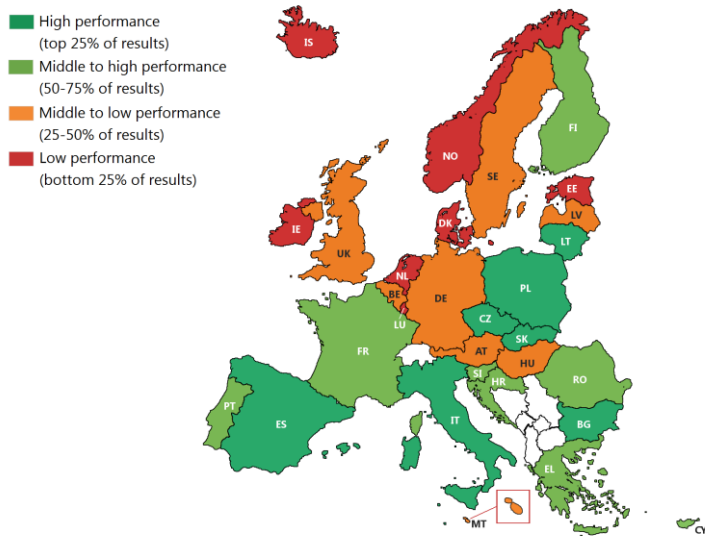 High performance
(top 25% of results)
Middle to high performance
(50-75% of results)
Middle to low performance
(25-50% of results)
Low performance
(bottom 25% of results)
IS
FI
NO
SE
EE
LV
DK
LT
IE
UK
NL
BE
DE
PL
LU
CZ
SK
FR
AT
HU
SI
HR
RO
PT
ES
IT
BG
EL
MT
CY